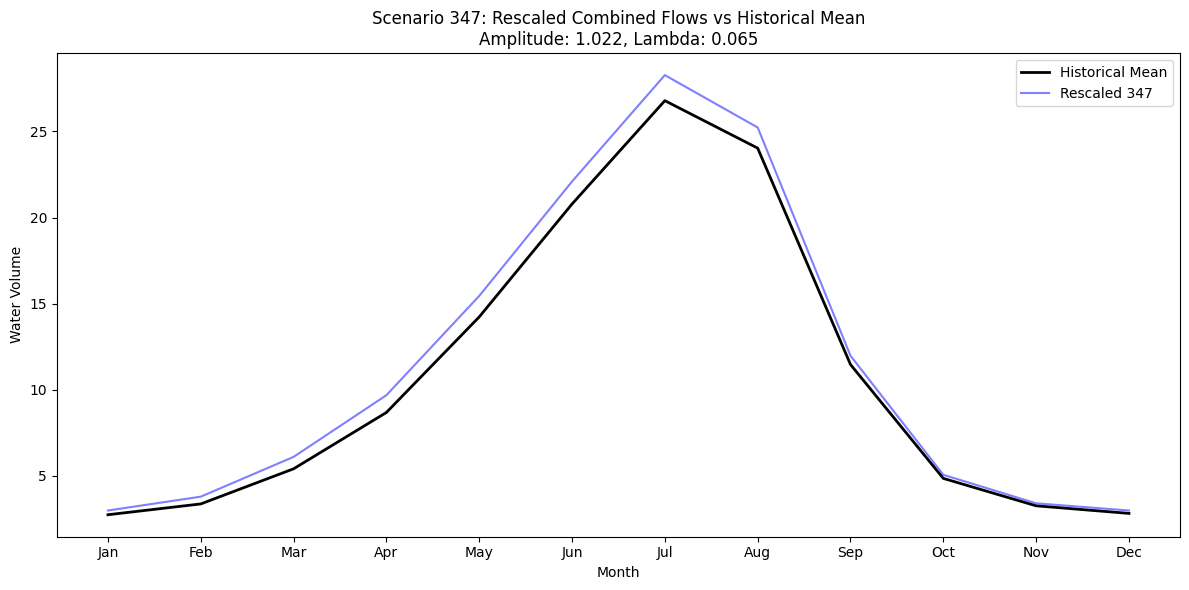 Scenario 347: Rescaled Combined Flows vs Historical Mean
Amplitude: 1.022, Lambda: 0.065
Historical Mean
Rescaled 347
Water Volume
25
20
15
10
5
Jan Feb Mar Apr May Jun Jul Aug Sep Oct Nov Dec
Month